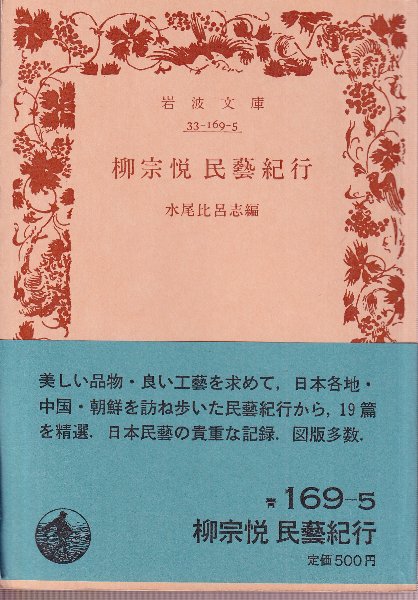 岩波文庫
33-169-5
柳宗悦 民藝紀行
水尾比呂志編
美しい品物・良い工藝を求めて，日本各地・
中国・朝鮮を訪ね歩いた民藝紀行から，19篇
を精選．日本民藝の貴重な記録．図版多数．
青 169-5
柳宗悦 民藝紀行
定価500円